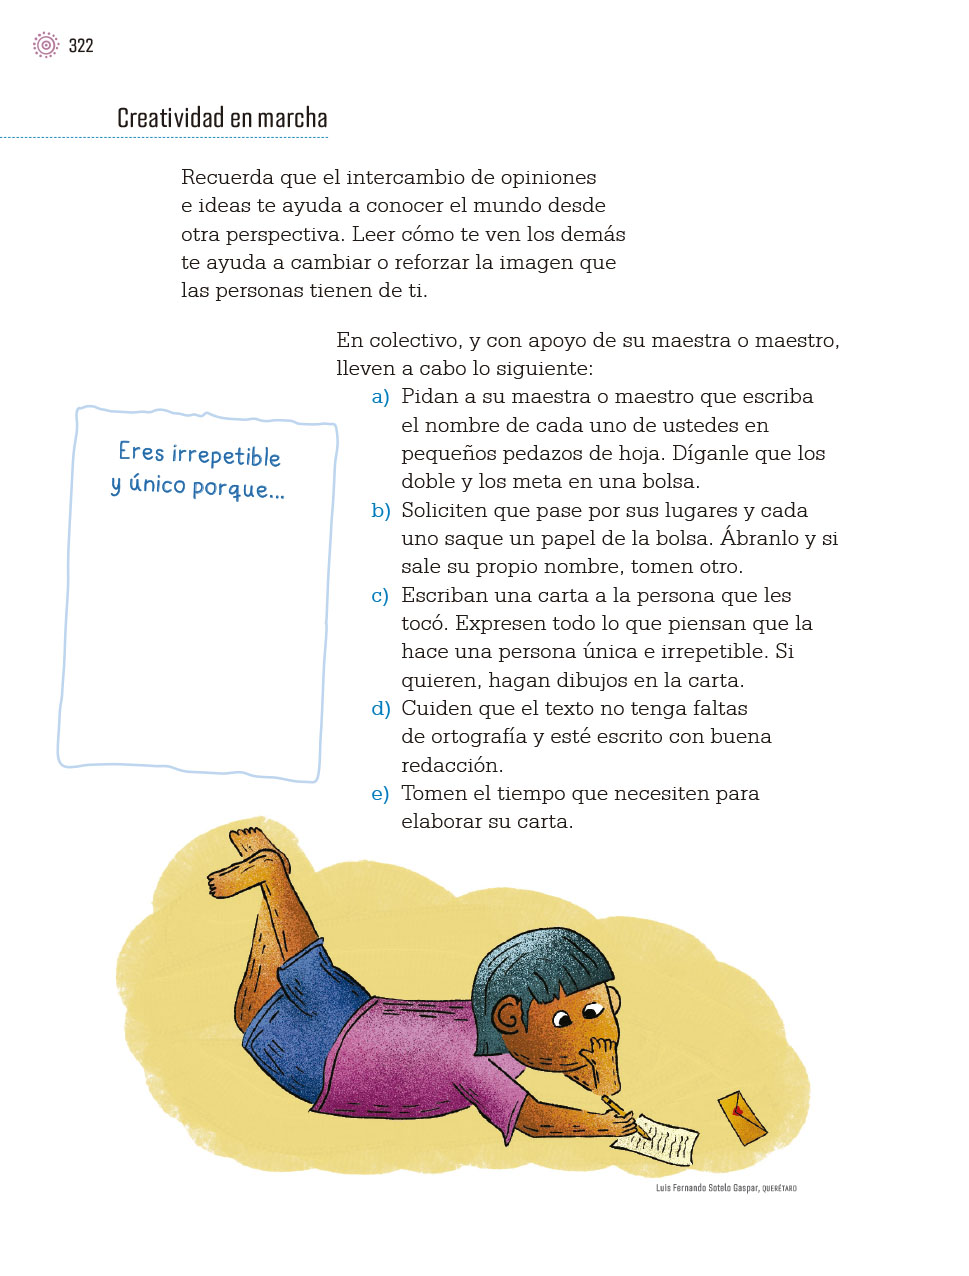 322
Creatividad en marcha
Recuerda que el intercambio de opiniones
e ideas te ayuda a conocer el mundo desde
otra perspectiva. Leer cómo te ven los demás
te ayuda a cambiar o reforzar la imagen que
las personas tienen de ti.
En colectivo, y con apoyo de su maestra o maestro,
lleven a cabo lo siguiente:
a) Pidan a su maestra o maestro que escriba
el nombre de cada uno de ustedes en
pequeños pedazos de hoja. Díganle que los
doble y los meta en una bolsa.
b) Soliciten que pase por sus lugares y cada
uno saque un papel de la bolsa. Ábranlo y si
sale su propio nombre, tomen otro.
c) Escriban una carta a la persona que les
tocó. Expresen todo lo que piensan que la
hace una persona única e irrepetible. Si
quieren, hagan dibujos en la carta.
d) Cuiden que el texto no tenga faltas
de ortografía y esté escrito con buena
redacción.
e) Tomen el tiempo que necesiten para
elaborar su carta.
Eres irrepetible
y único porque...
Luis Fernando Sotelo Gaspar, QUERÉTARO